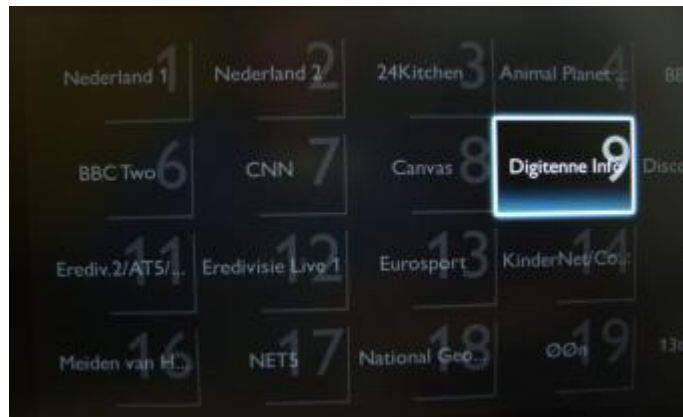 1 2 3 4
Nederland 1 Nederland 2 24Kitchen Animal Planet ... BB
6 7 8 9
BBC Two CNN Canvas Digitenne Info Disco
11 12 13 14
Erediv.2/AT5/... Eredivisie Live 1 Eurosport KinderNet/Co...
16 17 18 19
Meiden van H... NET5 National Geo... ØØn